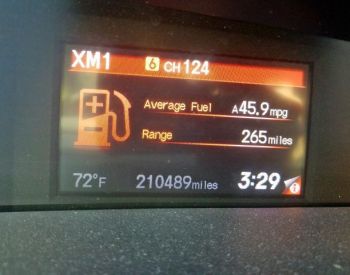 XM1 6 CH 124
Average Fuel A45.9mpg
Range 265miles
72°F 210489miles 3:29 i